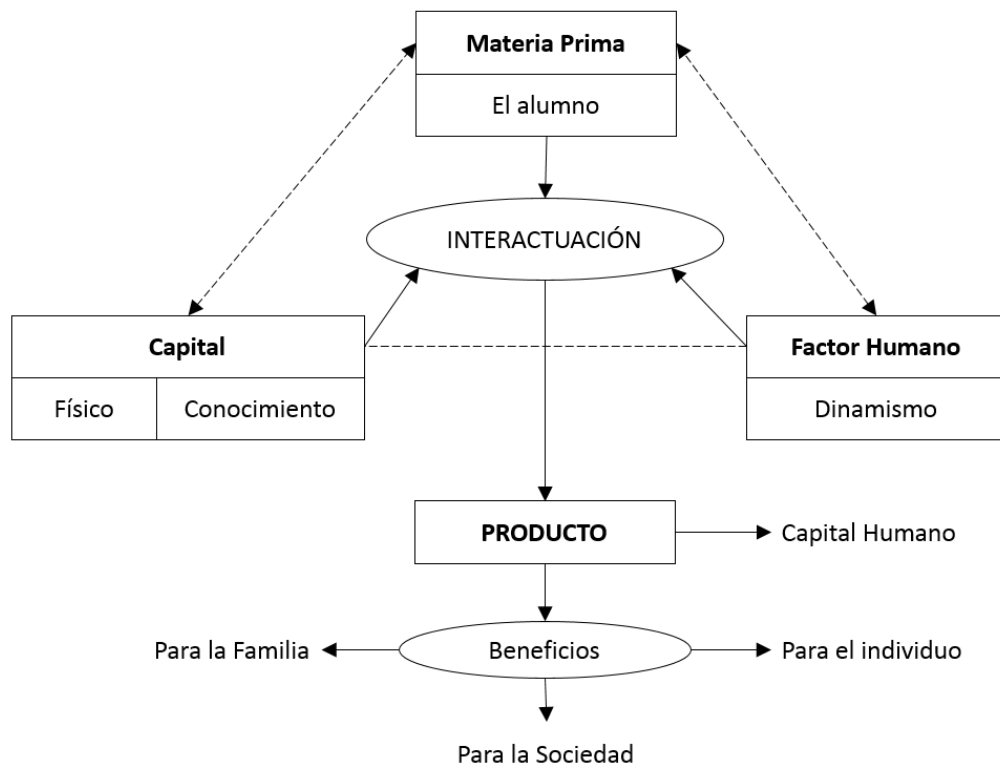 Materia Prima
El alumno
INTERACTUACIÓN
Capital
Físico
Conocimiento
Factor Humano
Dinamismo
PRODUCTO
Capital Humano
Para la Familia
Beneficios
Para el individuo
Para la Sociedad